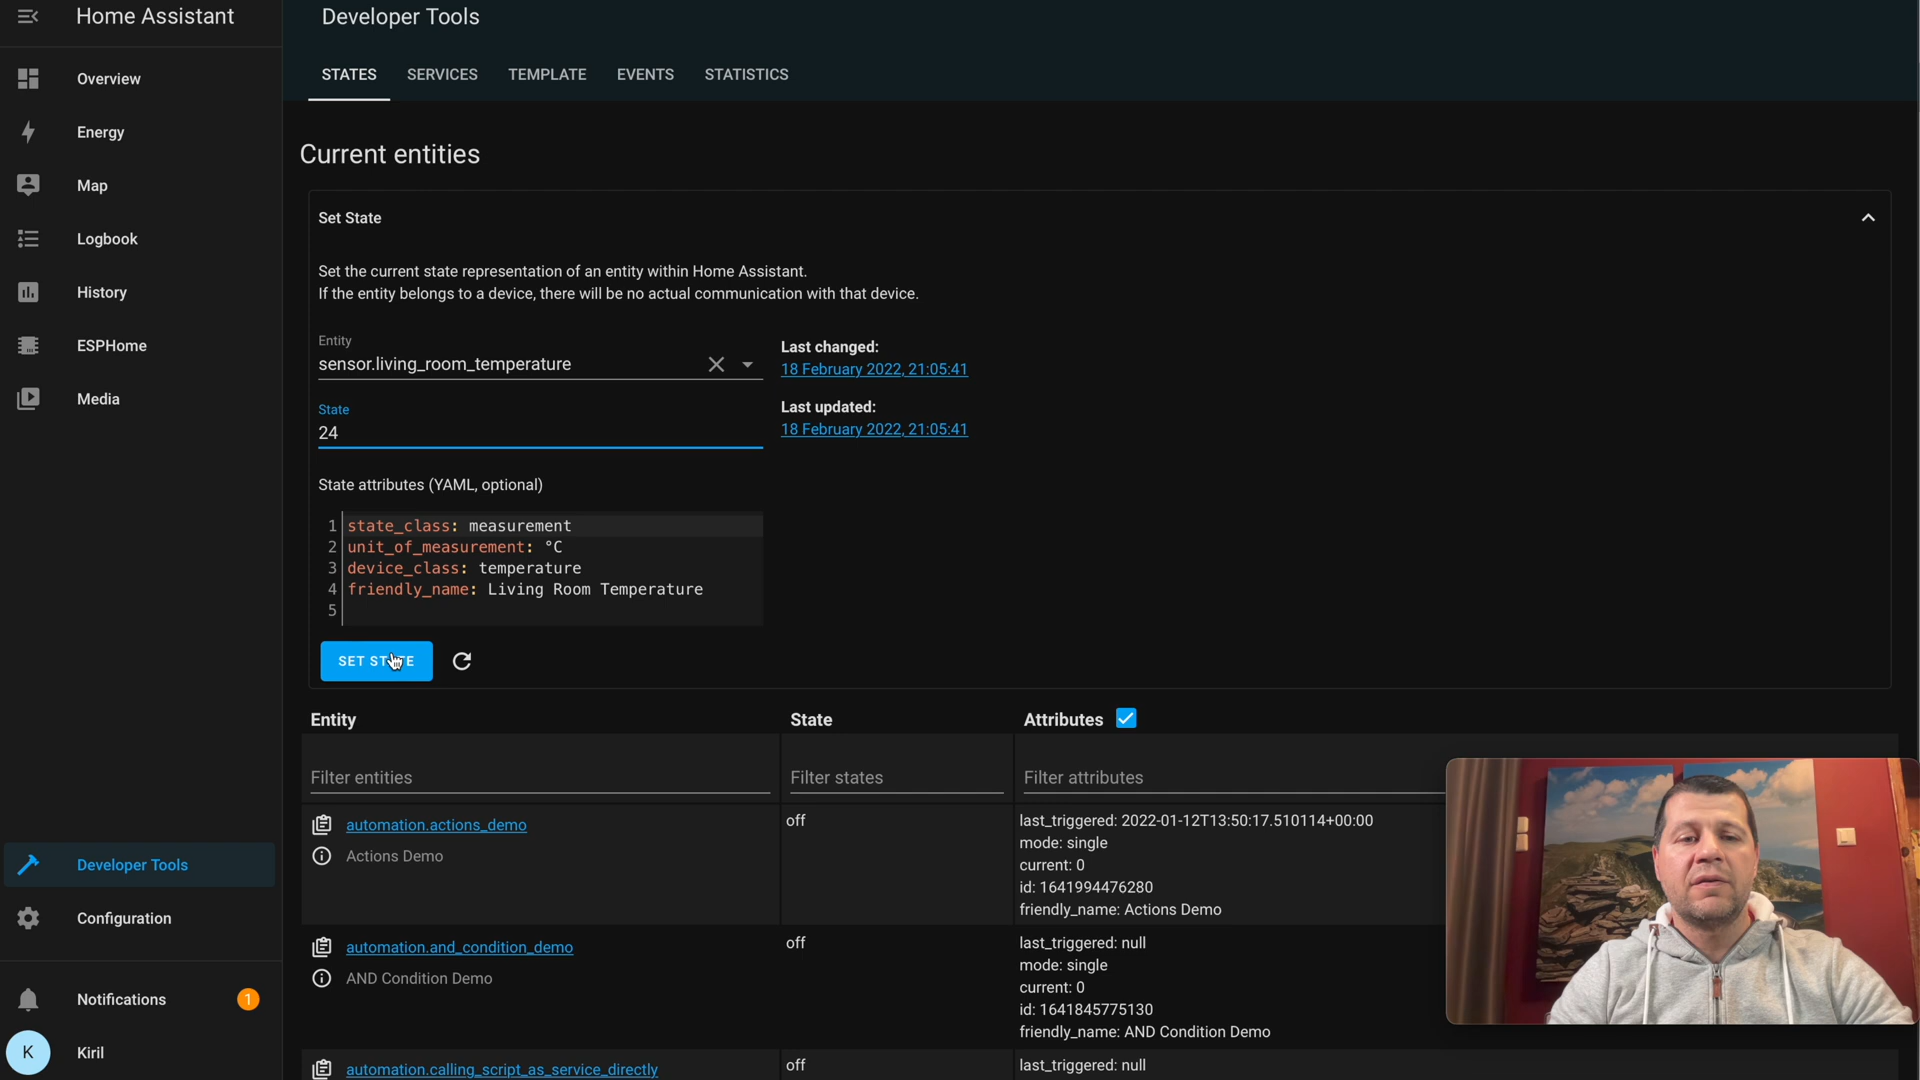 Home Assistant
Overview
Energy
Map
Logbook
History
ESPHome
Media
Developer Tools
Configuration
Notifications
1
K
Kiril
Developer Tools
STATES
SERVICES
TEMPLATE
EVENTS
STATISTICS
Current entities
Set State
Set the current state representation of an entity within Home Assistant.
If the entity belongs to a device, there will be no actual communication with that device.
Entity
sensor.living_room_temperature
Last changed:
18 February 2022, 21:05:41
State
24
Last updated:
18 February 2022, 21:05:41
State attributes (YAML, optional)
1 state_class: measurement
2 unit_of_measurement: °C
3 device_class: temperature
4 friendly_name: Living Room Temperature
5
SET STATE
Entity
State
Attributes
Filter entities
Filter states
Filter attributes
automation.actions_demo
Actions Demo
off
last_triggered: 2022-01-12T13:50:17.510114+00:00
mode: single
current: 0
id: 1641994476280
friendly_name: Actions Demo
automation.and_condition_demo
AND Condition Demo
off
last_triggered: null
mode: single
current: 0
id: 1641845775130
friendly_name: AND Condition Demo
automation.calling_script_as_service_directly
off
last_triggered: null